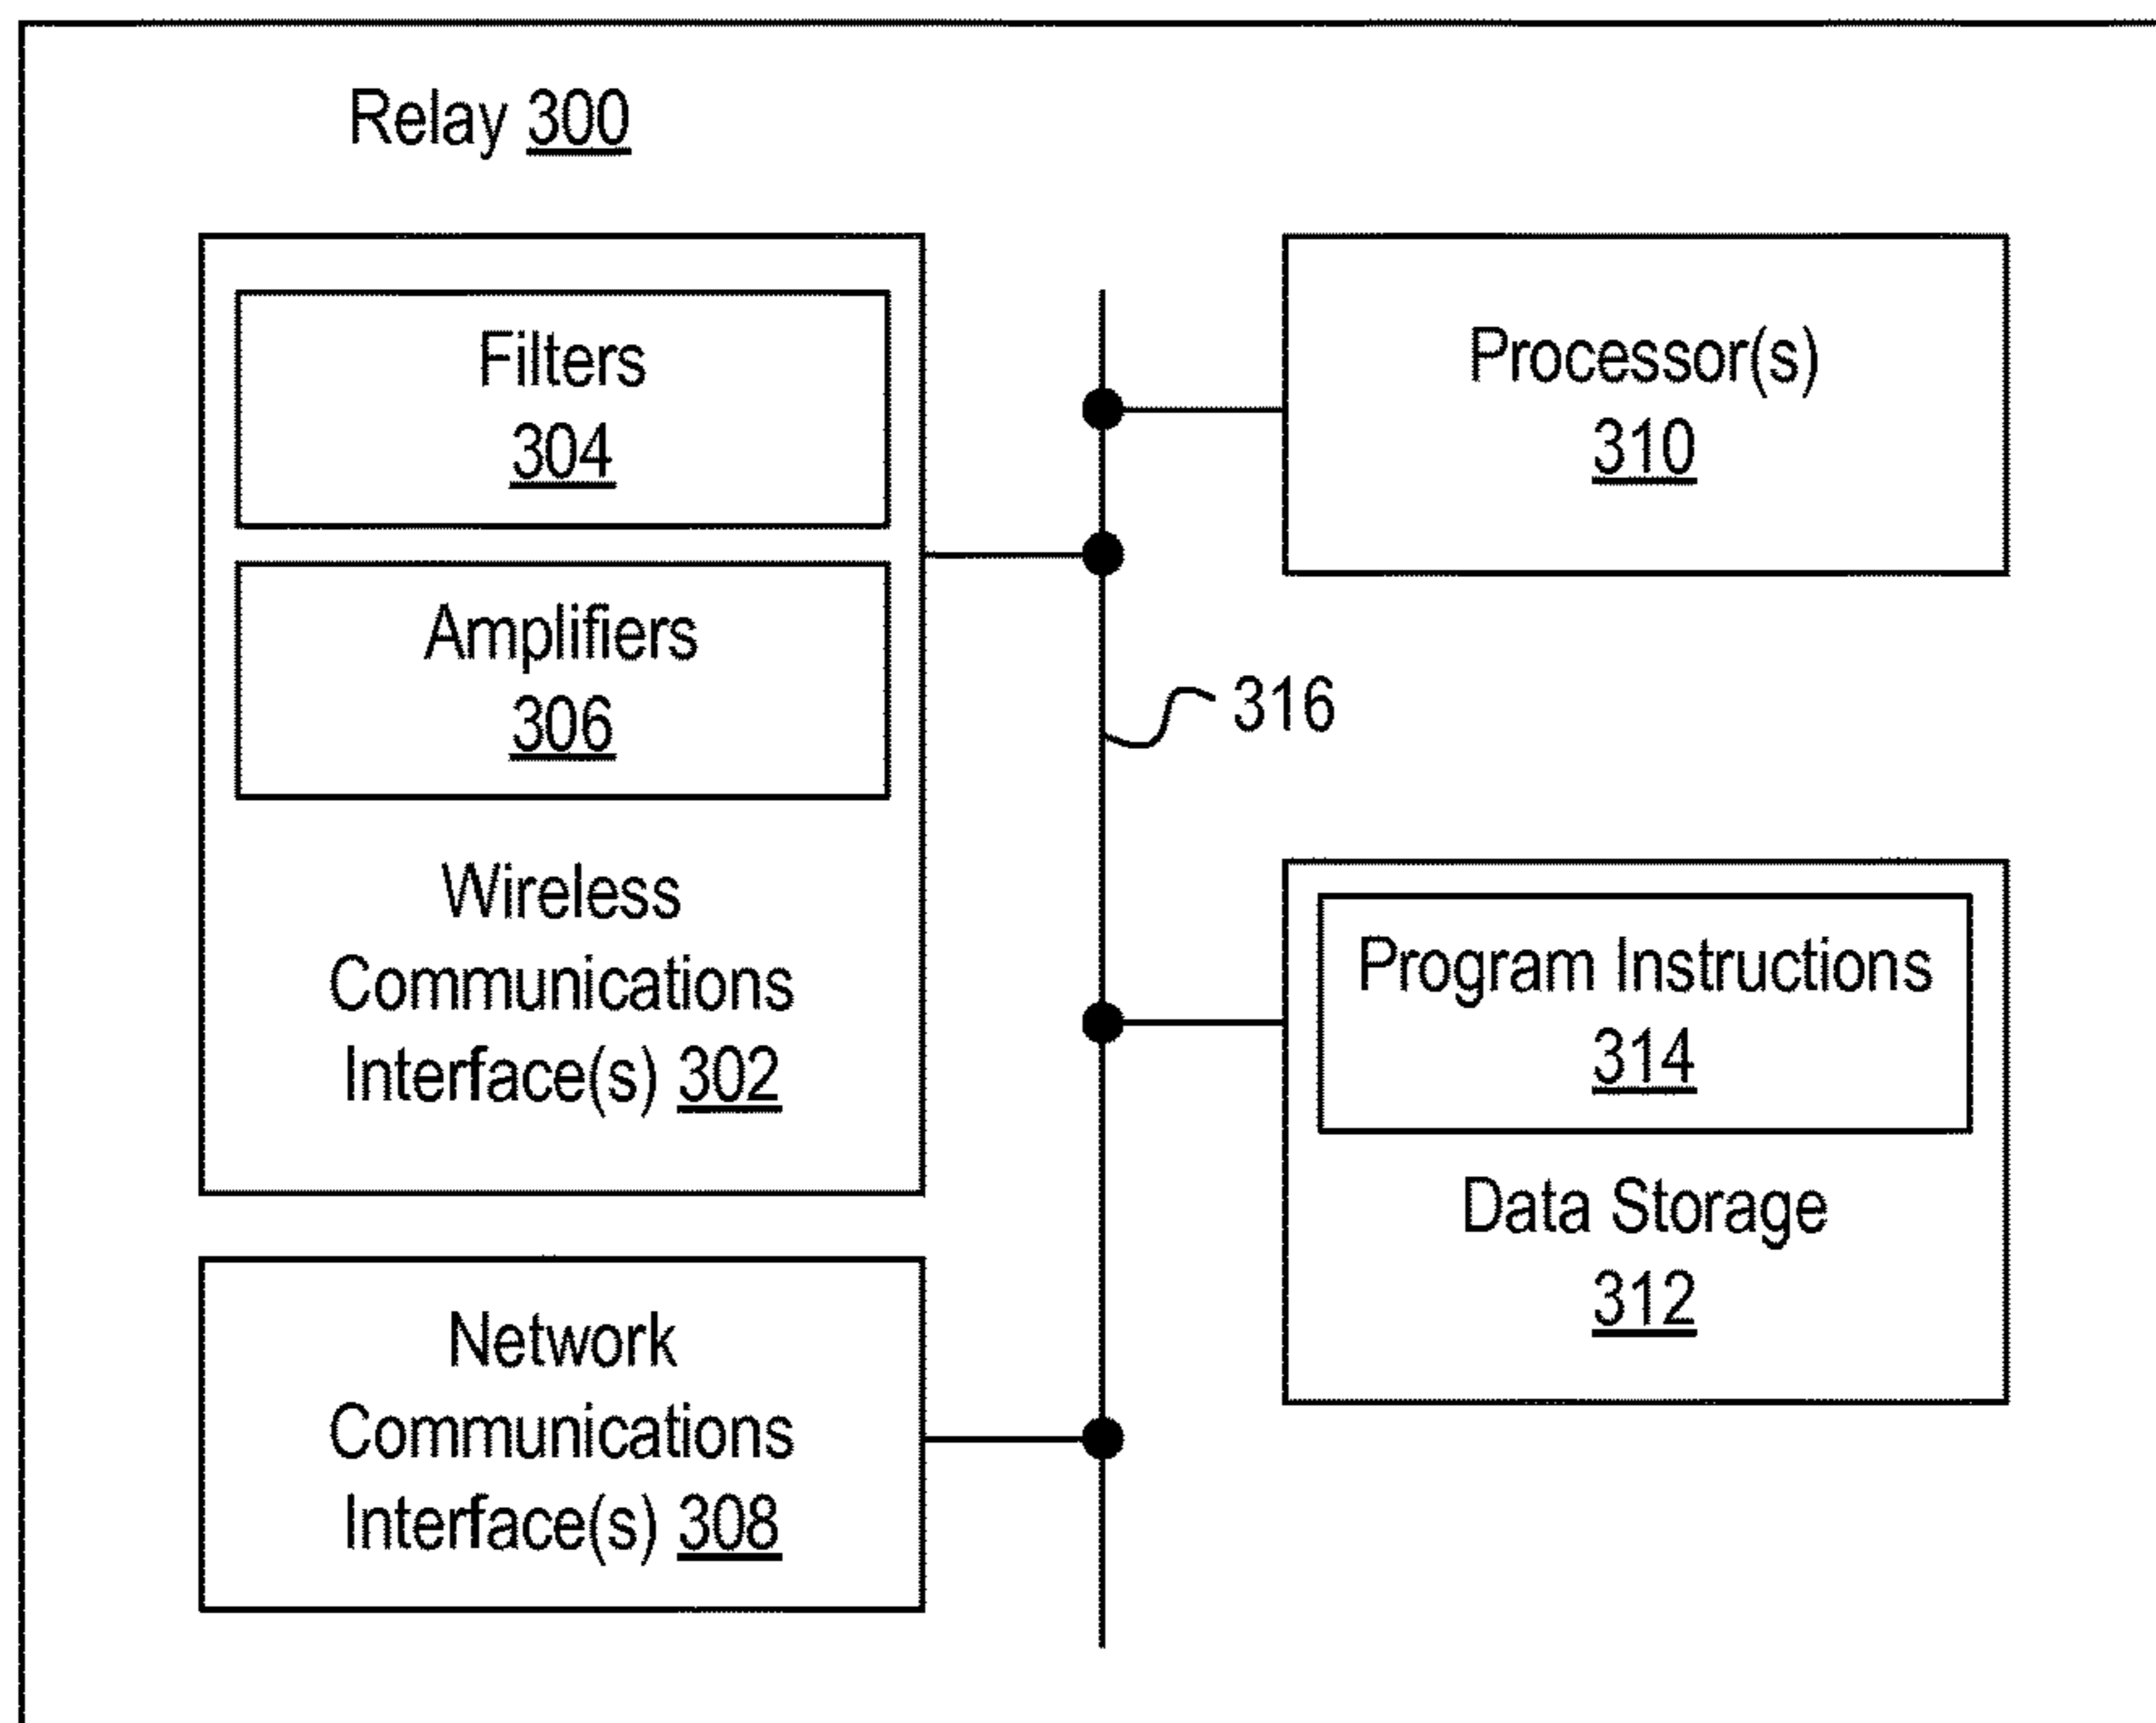 Relay 300
Filters
304
Amplifiers
306
Wireless
Communications
Interface(s) 302
Network
Communications
Interface(s) 308
316
Processor(s)
310
Program Instructions
314
Data Storage
312